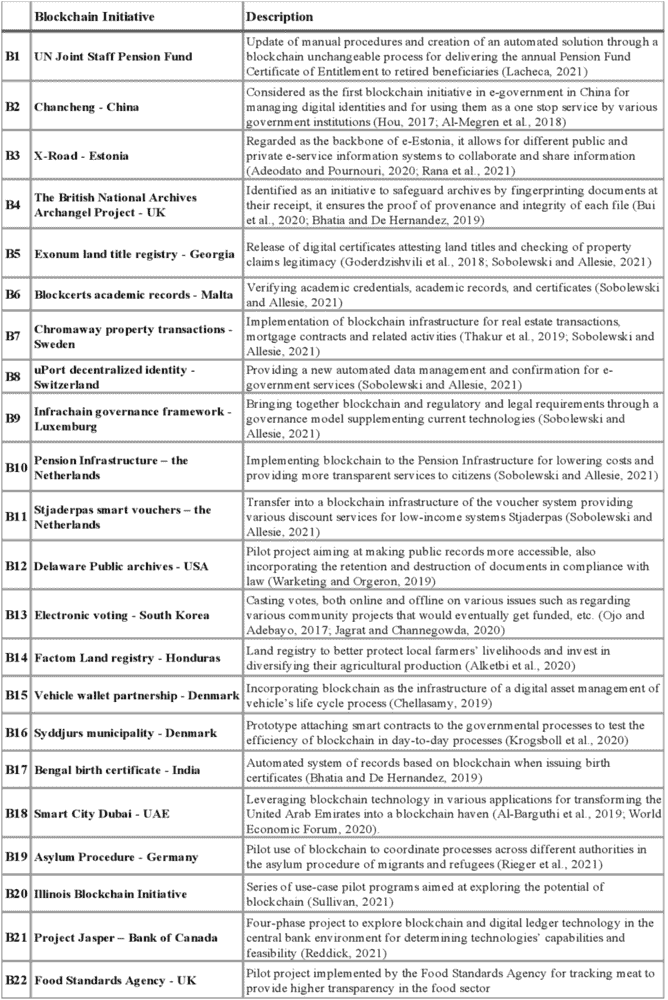 Blockchain Initiative Description
B1 UN Joint Staff Pension Fund
Update of manual procedures and creation of an automated solution through a
blockchain unchangeable process for delivering the annual Pension Fund
Certificate of Entitlement to retired beneficiaries (Lacheca, 2021)
B2 Chancheng - China
Considered as the first blockchain initiative in e-government in China for
managing digital identities and for using them as a one stop service by various
government institutions (Hou, 2017; Al-Megren et al., 2018)
B3 X-Road - Estonia
Regarded as the backbone of e-Estonia, it allows for different public and
private e-service information systems to collaborate and share information
(Adeodato and Pournouri, 2020; Rana et al., 2021)
B4 The British National Archives
Archangel Project - UK
Identified as an initiative to safeguard archives by fingerprinting documents at
their receipt, it ensures the proof of provenance and integrity of each file (Bui
et al., 2020; Bhatia and De Hernandez, 2019)
B5 Exonum land title registry - Georgia
Release of digital certificates attesting land titles and checking of property
claims legitimacy (Goderdzishvili et al., 2018; Sobolewski and Allesie, 2021)
B6 Blockcerts academic records - Malta
Verifying academic credentials, academic records, and certificates (Sobolewski
and Allesie, 2021)
B7 Chromaway property transactions -
Sweden
Implementation of blockchain infrastructure for real estate transactions,
mortgage contracts and related activities (Thakur et al., 2019; Sobolewski and
Allesie, 2021)
B8 uPort decentralized identity -
Switzerland
Providing a new automated data management and confirmation for e-
government services (Sobolewski and Allesie, 2021)
B9 Infrachain governance framework -
Luxemburg
Bringing together blockchain and regulatory and legal requirements through a
governance model supplementing current technologies (Sobolewski and
Allesie, 2021)
B10 Pension Infrastructure – the
Netherlands
Implementing blockchain to the Pension Infrastructure for lowering costs and
providing more transparent services to citizens (Sobolewski and Allesie, 2021)
B11 Stjaderpas smart vouchers – the
Netherlands
Transfer into a blockchain infrastructure of the voucher system providing
various discount services for low-income systems Stjaderpas (Sobolewski and
Allesie, 2021)
B12 Delaware Public archives - USA
Pilot project aiming at making public records more accessible, also
incorporating the retention and destruction of documents in compliance with
law (Warketing and Orgeron, 2019)
B13 Electronic voting - South Korea
Casting votes, both online and offline on various issues such as regarding
various community projects that would eventually get funded, etc. (Ojo and
Adebayo, 2017; Jagrat and Channegowda, 2020)
B14 Factom Land registry - Honduras
Land registry to better protect local farmers’ livelihoods and invest in
diversifying their agricultural production (Alketbi et al., 2020)
B15 Vehicle wallet partnership - Denmark
Incorporating blockchain as the infrastructure of a digital asset management of
vehicle’s life cycle process (Chellasamy, 2019)
B16 Syddjurs municipality - Denmark
Prototype attaching smart contracts to the governmental processes to test the
efficiency of blockchain in day-to-day processes (Krogsboll et al., 2020)
B17 Bengal birth certificate - India
Automated system of records based on blockchain when issuing birth
certificates (Bhatia and De Hernandez, 2019)
B18 Smart City Dubai - UAE
Leveraging blockchain technology in various applications for transforming the
United Arab Emirates into a blockchain haven (Al-Barguthi et al., 2019; World
Economic Forum, 2020).
B19 Asylum Procedure - Germany
Pilot use of blockchain to coordinate processes across different authorities in
the asylum procedure of migrants and refugees (Rieger et al., 2021)
B20 Illinois Blockchain Initiative
Series of use-case pilot programs aimed at exploring the potential of
blockchain (Sullivan, 2021)
B21 Project Jasper – Bank of Canada
Four-phase project to explore blockchain and digital ledger technology in the
central bank environment for determining technologies’ capabilities and
feasibility (Reddick, 2021)
B22 Food Standards Agency - UK
Pilot project implemented by the Food Standards Agency for tracking meat to
provide higher transparency in the food sector